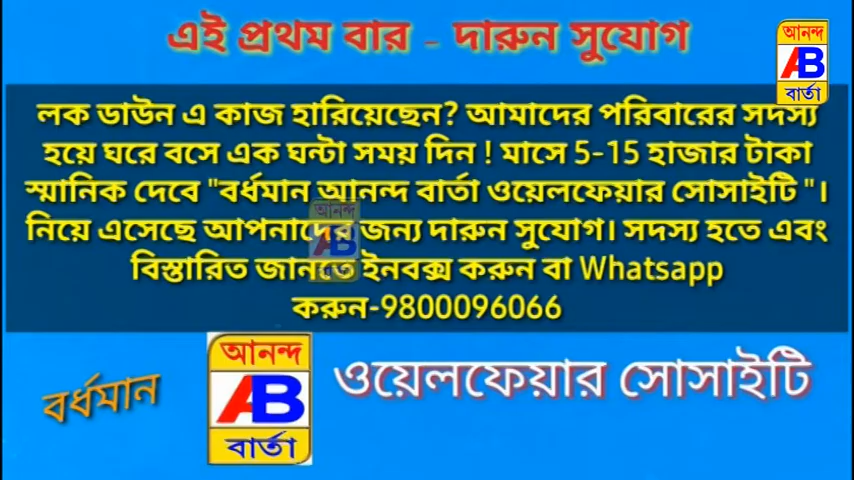 এই প্রথম বার - দারুন সুযোগ
আনন্দ
AB
বার্তা
লক ডাউন এ কাজ হারিয়েছেন? আমাদের পরিবারের সদস্য
হয়ে ঘরে বসে এক ঘন্টা সময় দিন ! মাসে 5-15 হাজার টাকা
স্মানিক দেবে "বর্ধমান আনন্দ বার্তা ওয়েলফেয়ার সোসাইটি "।
নিয়ে এসেছে আপনাদের জন্য দারুন সুযোগ। সদস্য হতে এবং
বিস্তারিত জানতে ইনবক্স করুন বা Whatsapp
করুন-9800096066
আনন্দ
AB
বার্তা
বর্ধমান
আনন্দ
AB
বার্তা
ওয়েলফেয়ার সোসাইটি